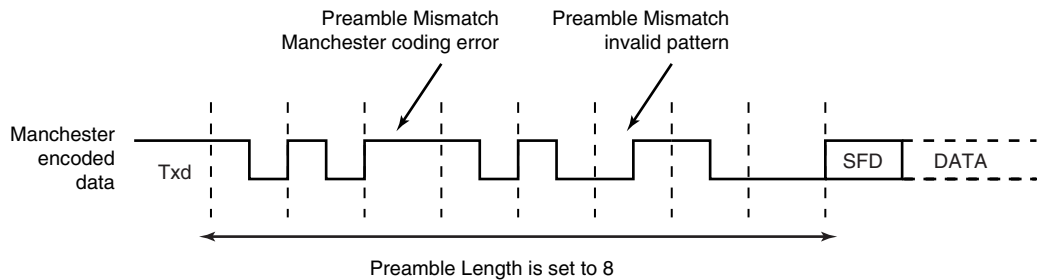 Preamble Mismatch
Manchester coding error
Preamble Mismatch
invalid pattern
Manchester
encoded
data
Txd
SFD
DATA
Preamble Length is set to 8